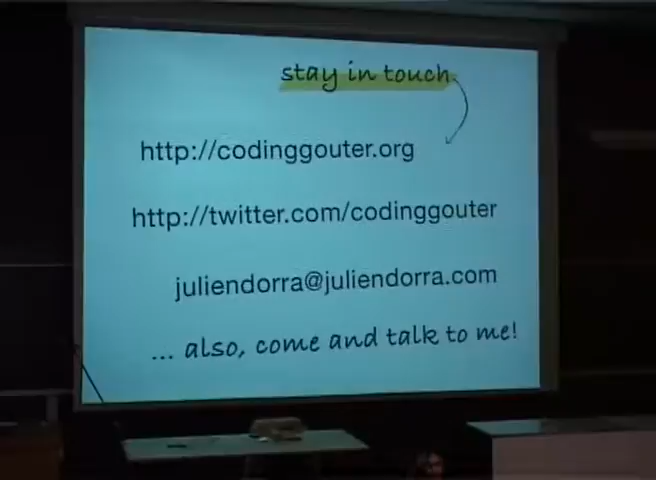 stay in touch
http://codinggouter.org
http://twitter.com/codinggouter
juliendorra@juliendorra.com
... also, come and talk to me!